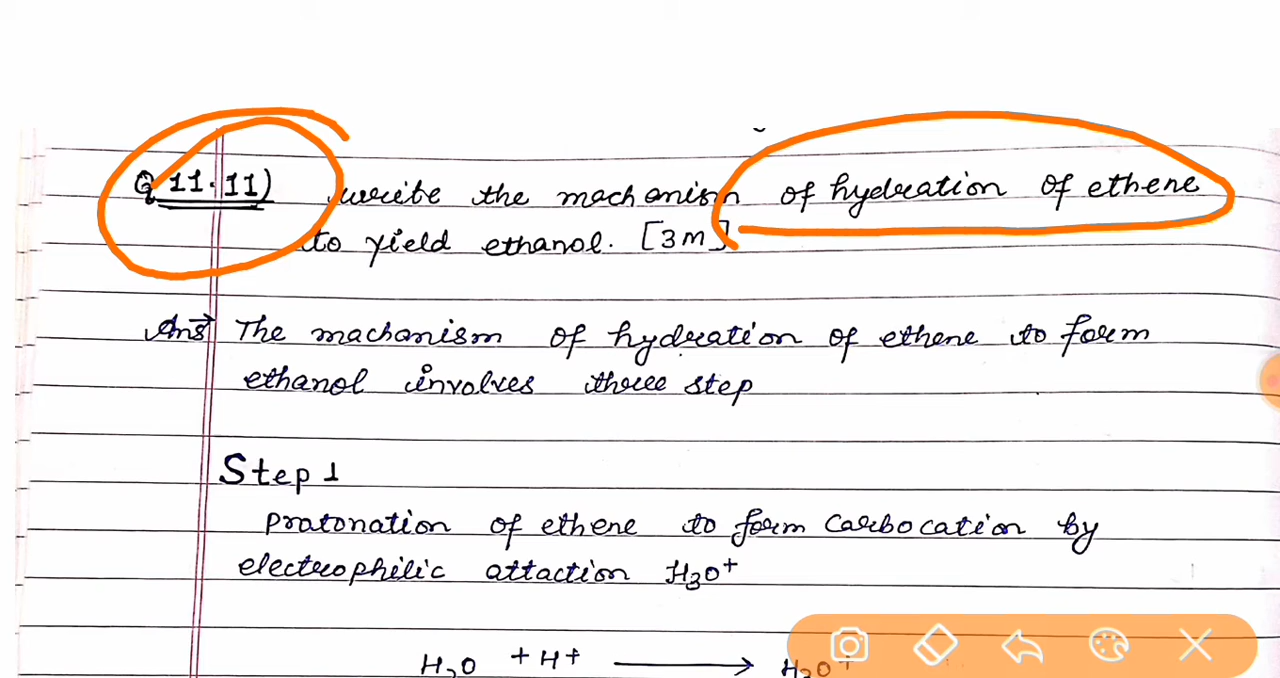 Q 11.11) write the mechanism of hydration of ethene
to yield ethanol. [3m]
Ans→ The machanism of hydration of ethene to form
ethanol involves three step
Step 1
Pratonation of ethene to form carbocation by
electrophilic attaction H₃O⁺
H₂O + H⁺ ⟶ H₃O⁺